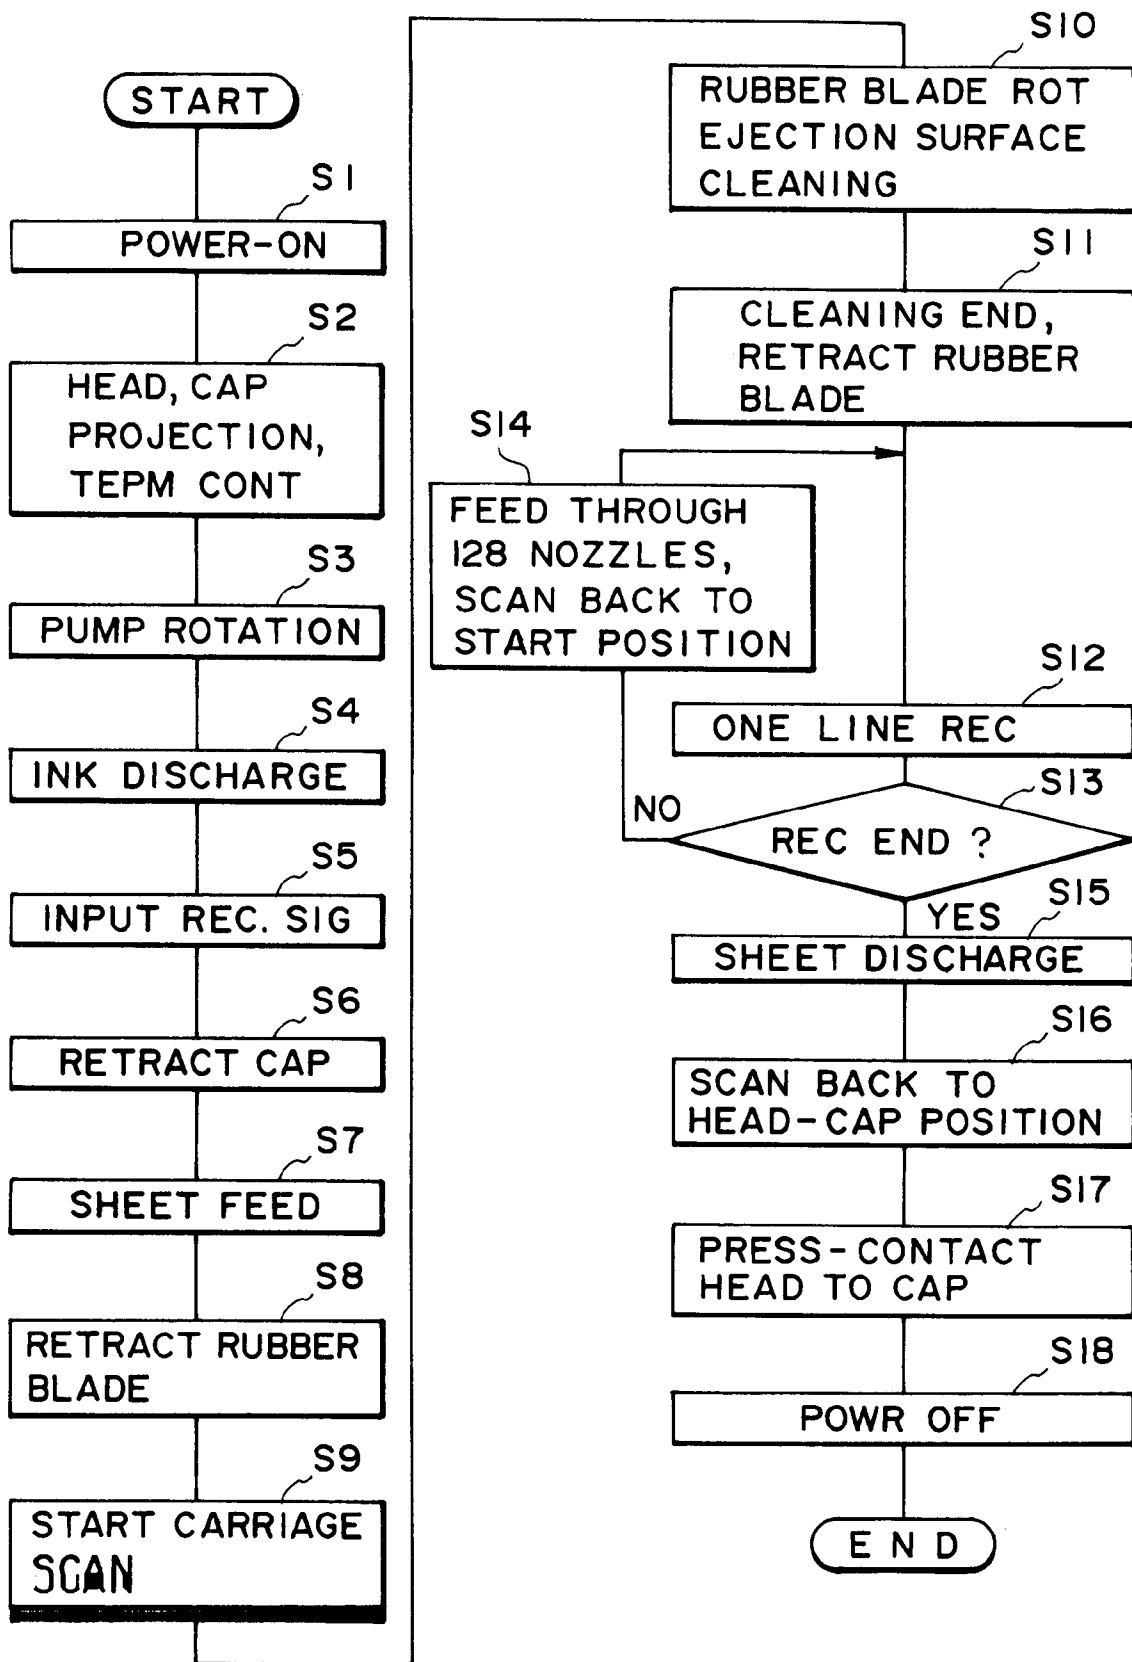 START
S1
POWER-ON
S2
HEAD, CAP
PROJECTION,
TEPM CONT
S3
PUMP ROTATION
S4
INK DISCHARGE
S5
INPUT REC. SIG
S6
RETRACT CAP
S7
SHEET FEED
S8
RETRACT RUBBER
BLADE
S9
START CARRIAGE
SCAN
S10
RUBBER BLADE ROT
EJECTION SURFACE
CLEANING
S11
CLEANING END,
RETRACT RUBBER
BLADE
S14
FEED THROUGH
128 NOZZLES,
SCAN BACK TO
START POSITION
S12
ONE LINE REC
S13
NO
REC END ?
YES
S15
SHEET DISCHARGE
S16
SCAN BACK TO
HEAD-CAP POSITION
S17
PRESS-CONTACT
HEAD TO CAP
S18
POWR OFF
END